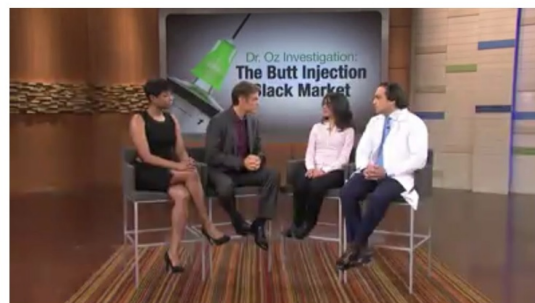 Dr. Oz Investigation:
The Butt Injection
Black Market